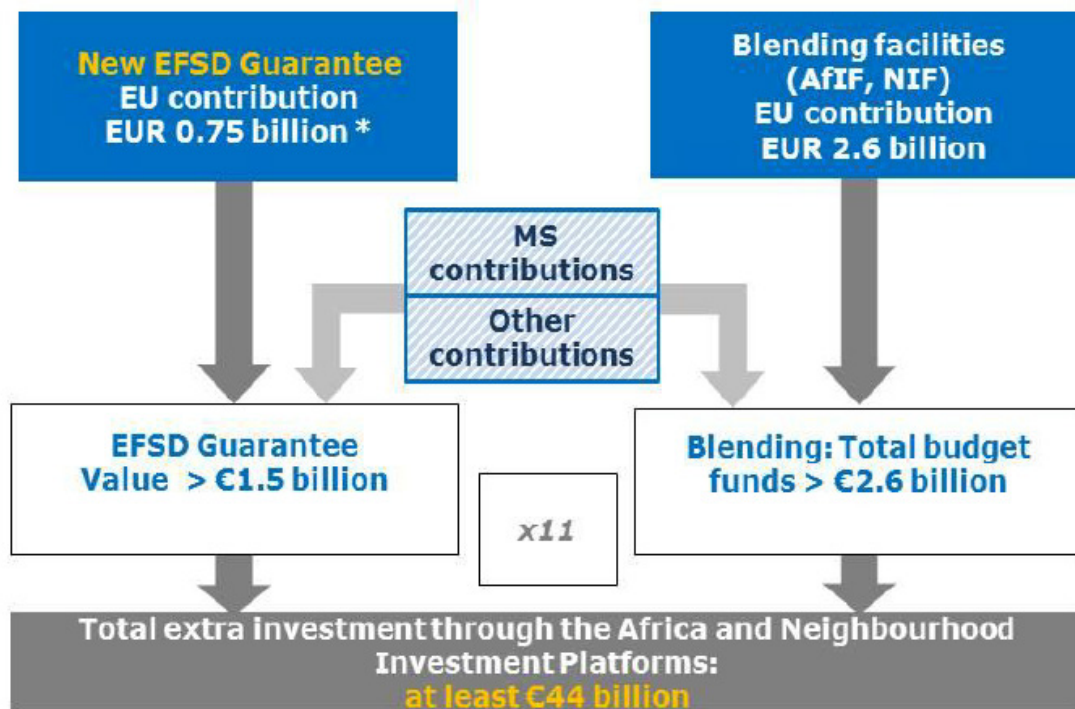 New EFSD Guarantee
EU contribution
EUR 0.75 billion *
Blending facilities
(AfIF, NIF)
EU contribution
EUR 2.6 billion
MS
contributions
Other
contributions
EFSD Guarantee
Value > €1.5 billion
Blending: Total budget
funds > €2.6 billion
x11
Total extra investment through the Africa and Neighbourhood
Investment Platforms:
at least €44 billion